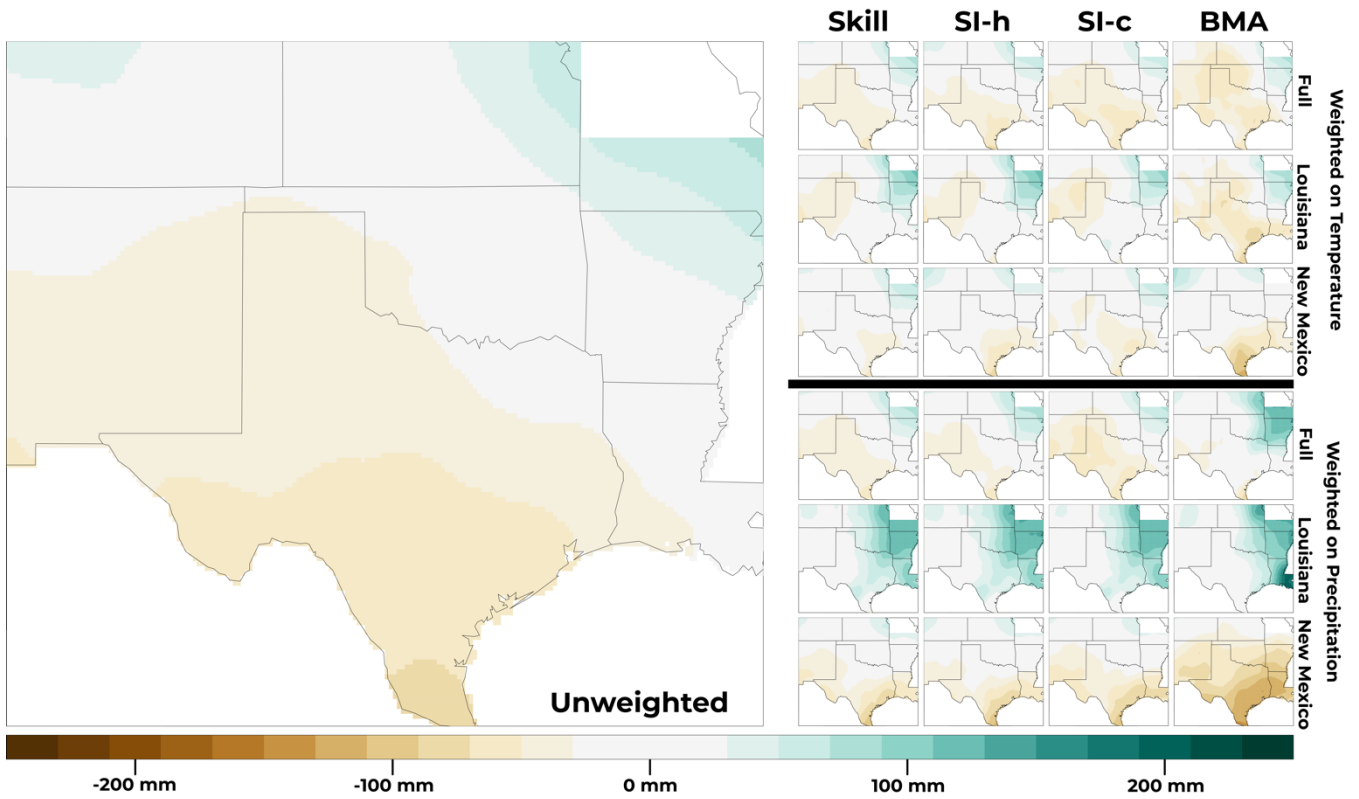 Skill SI-h SI-c BMA
Full
Louisiana
New Mexico
Weighted on Temperature
Full
Louisiana
New Mexico
Weighted on Precipitation
Unweighted
-200 mm -100 mm 0 mm 100 mm 200 mm